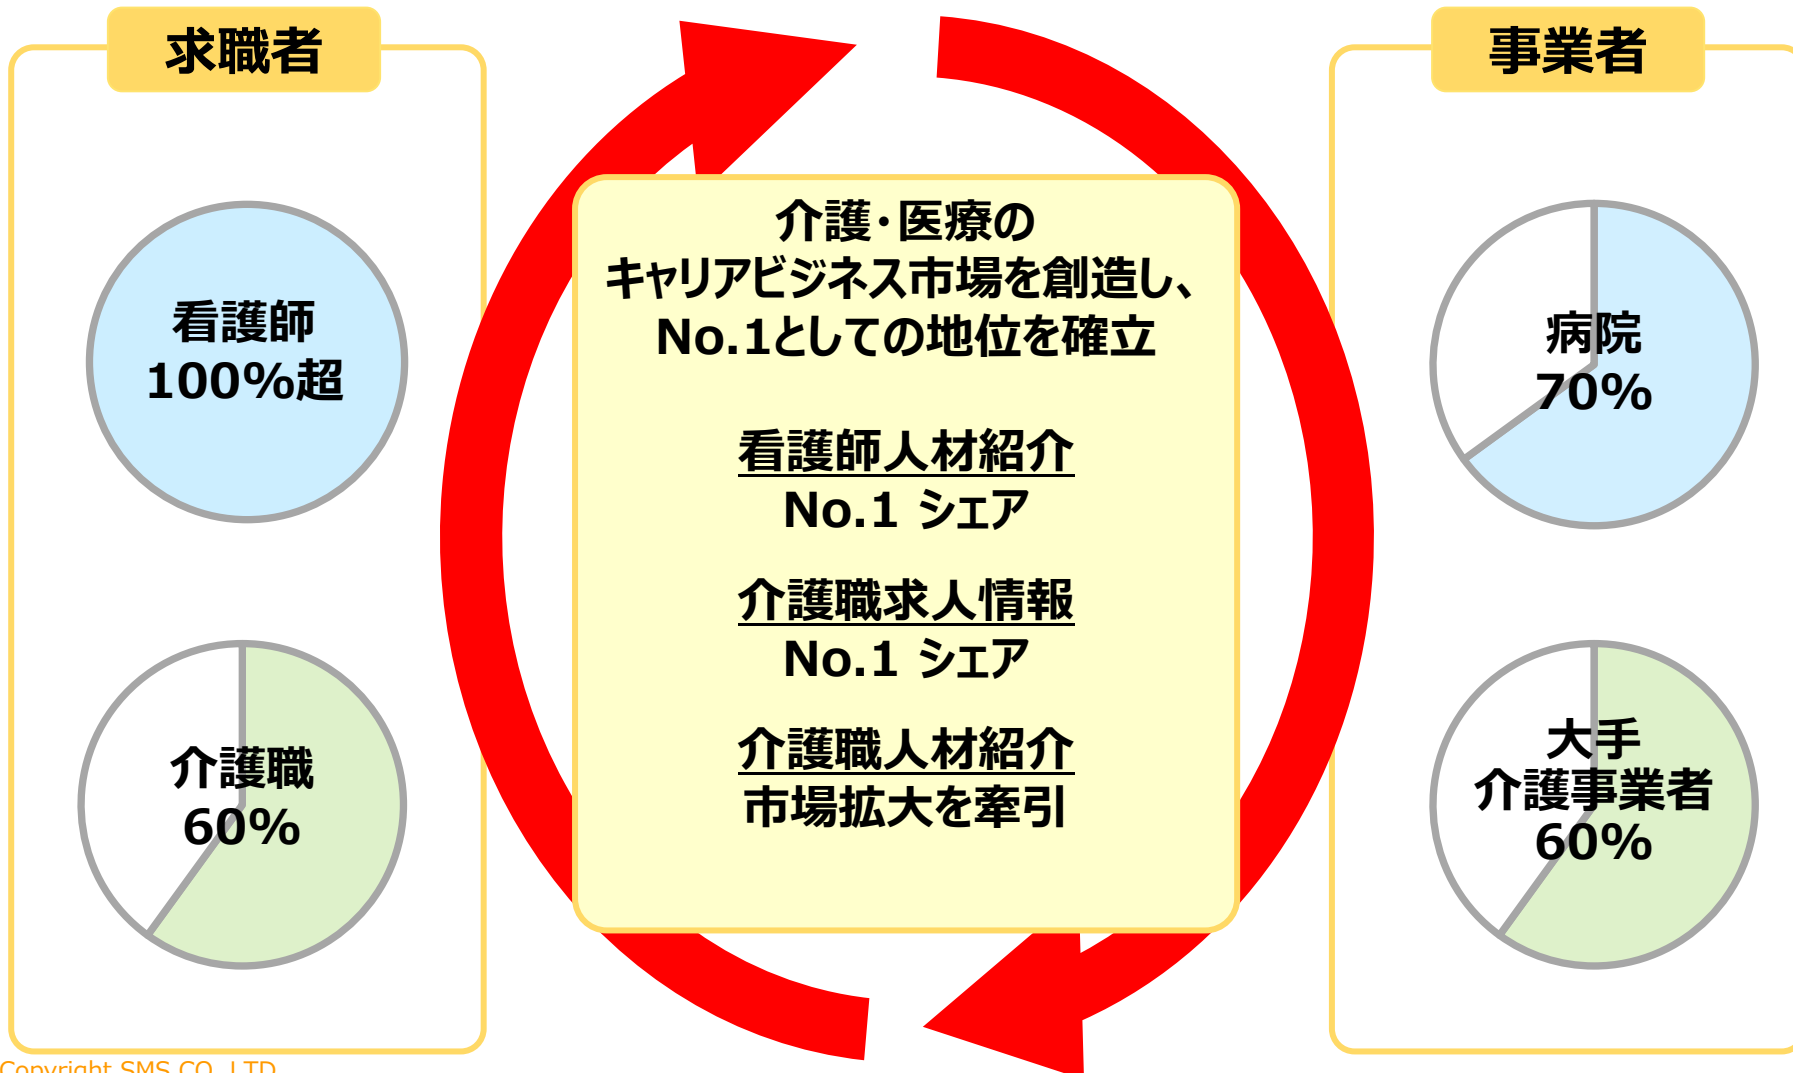 求職者
看護師
100%超
介護職
60%
介護・医療の
キャリアビジネス市場を創造し、
No.1としての地位を確立
看護師人材紹介
No.1 シェア
介護職求人情報
No.1 シェア
介護職人材紹介
市場拡大を牽引
事業者
病院
70%
大手
介護事業者
60%
Copyright SMS CO.,LTD